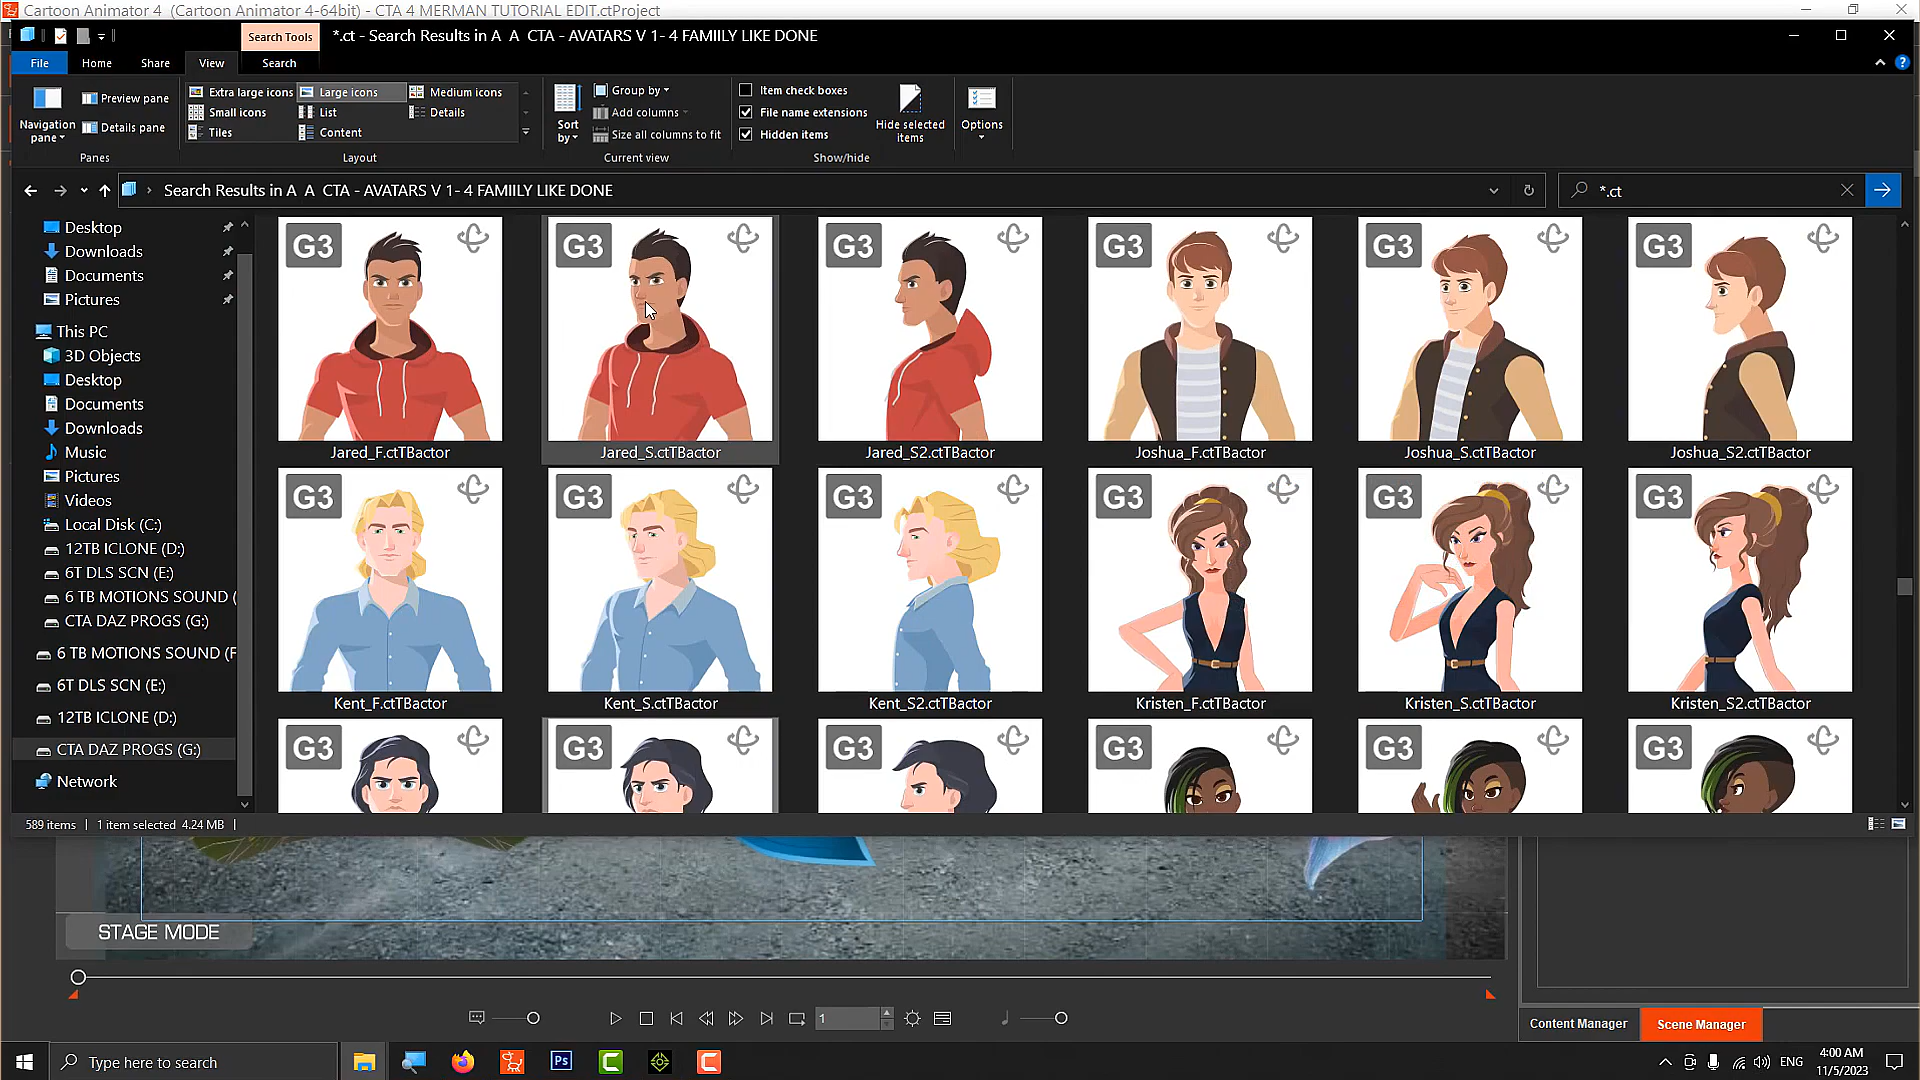 Cartoon Animator 4 (Cartoon Animator 4-64bit) - CTA 4 MERMAN TUTORIAL EDIT.ctProject
Search Tools
*.ct - Search Results in A A CTA - AVATARS V 1- 4 FAMIILY LIKE DONE
File Home Share View Search
Navigation pane
Preview pane
Details pane
Panes
Extra large icons Large icons Medium icons
Small icons List Details
Tiles Content
Layout
Sort by
Group by
Add columns
Size all columns to fit
Current view
Item check boxes
File name extensions
Hidden items
Hide selected items
Show/hide
Options
Search Results in A A CTA - AVATARS V 1- 4 FAMIILY LIKE DONE
*.ct
Desktop
Downloads
Documents
Pictures
This PC
3D Objects
Desktop
Documents
Downloads
Music
Pictures
Videos
Local Disk (C:)
12TB ICLONE (D:)
6T DLS SCN (E:)
6 TB MOTIONS SOUND (
CTA DAZ PROGS (G:)
6 TB MOTIONS SOUND (F
6T DLS SCN (E:)
12TB ICLONE (D:)
CTA DAZ PROGS (G:)
Network
G3 G3 G3 G3 G3 G3
Jared_F.ctTBactor Jared_S.ctTBactor Jared_S2.ctTBactor Joshua_F.ctTBactor Joshua_S.ctTBactor Joshua_S2.ctTBactor
G3 G3 G3 G3 G3 G3
Kent_F.ctTBactor Kent_S.ctTBactor Kent_S2.ctTBactor Kristen_F.ctTBactor Kristen_S.ctTBactor Kristen_S2.ctTBactor
G3 G3 G3 G3 G3 G3
589 items 1 item selected 4.24 MB
STAGE MODE
1
Content Manager Scene Manager
Type here to search
Ps
ENG
4:00 AM
11/5/2023